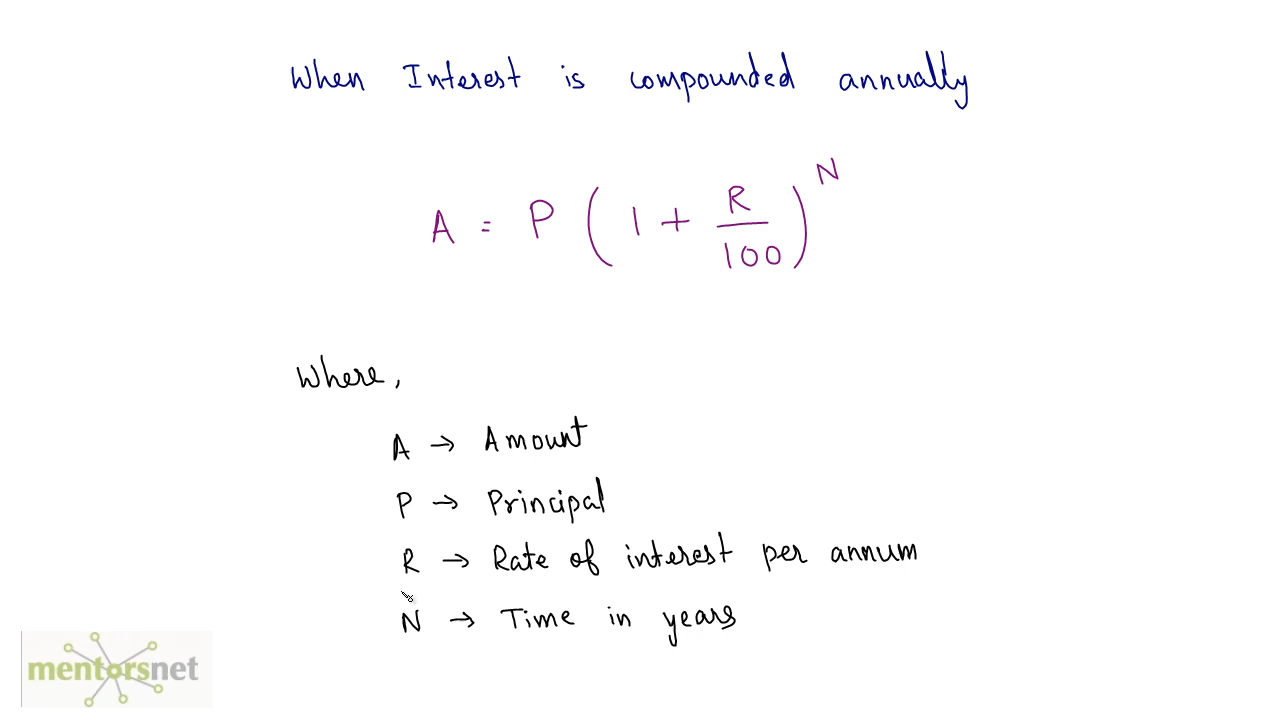 When Interest is compounded annually
A = P ( 1 + R/100 )^N
Where,
A → Amount
P → Principal
R → Rate of interest per annum
N → Time in years
mentorsnet